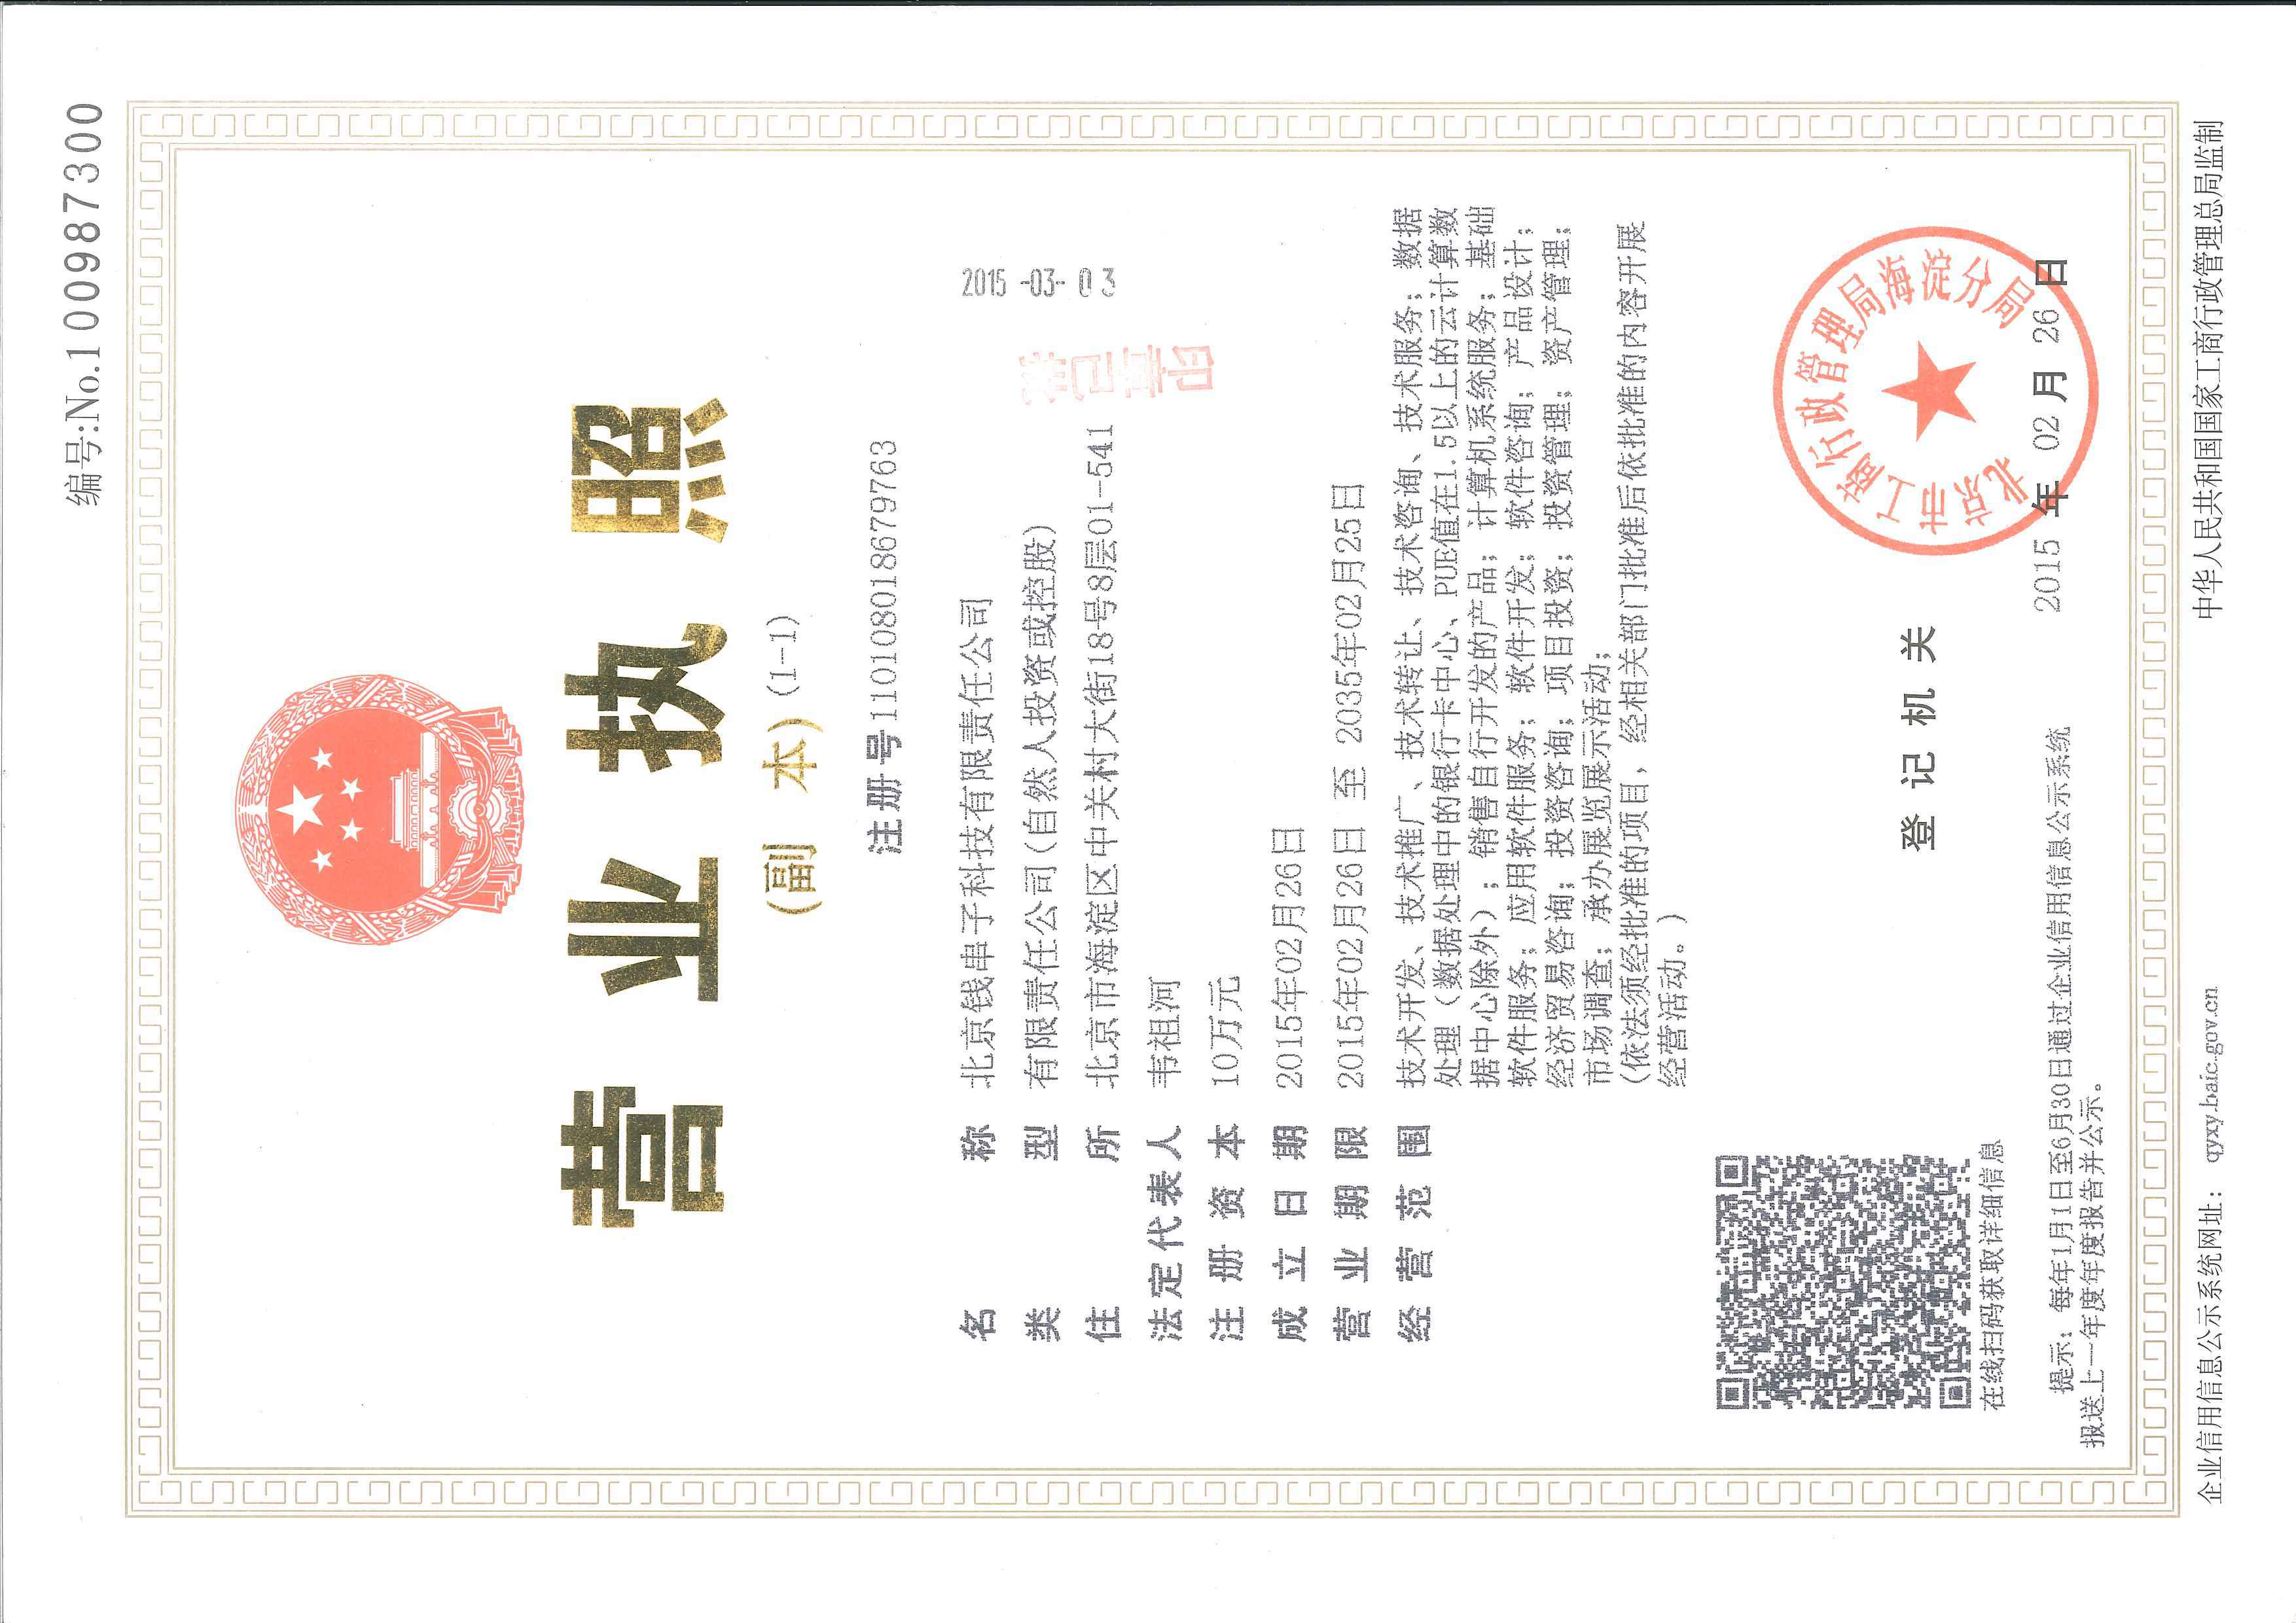 编号:No.1 00987300
营业执照
(副 本)(1-1)
注册号110108018679763
名称 北京钱串子科技有限责任公司
2015 -03- 03
类型 有限责任公司(自然人投资或控股)
印章已
住所 北京市海淀区中关村大街18号8层01-541
法定代表人 韦祖河
注册资本 10万元
成立日期 2015年02月26日
营业期限 2015年02月26日 至 2035年02月25日
经营范围 技术开发、技术推广、技术转让、技术咨询、技术服务;数据
处理(数据处理中的银行卡中心、PUE值在1.5以上的云计算数
据中心除外);销售自行开发的产品;计算机系统服务;基础
软件服务;应用软件服务;软件开发;软件咨询;产品设计;
经济贸易咨询;投资咨询;项目投资;投资管理;资产管理;
市场调查;承办展览展示活动;
(依法须经批准的项目,经相关部门批准后依批准的内容开展
经营活动。)
在线扫码获取详细信息
登记机关
北京市工商行政管理局海淀分局
2015 年 02 月 26 日
提示:每年1月1日至6月30日通过企业信用信息公示系统
报送上一年度年度报告并公示。
企业信用信息公示系统网址: qyxy.baic.gov.cn
中华人民共和国国家工商行政管理总局监制